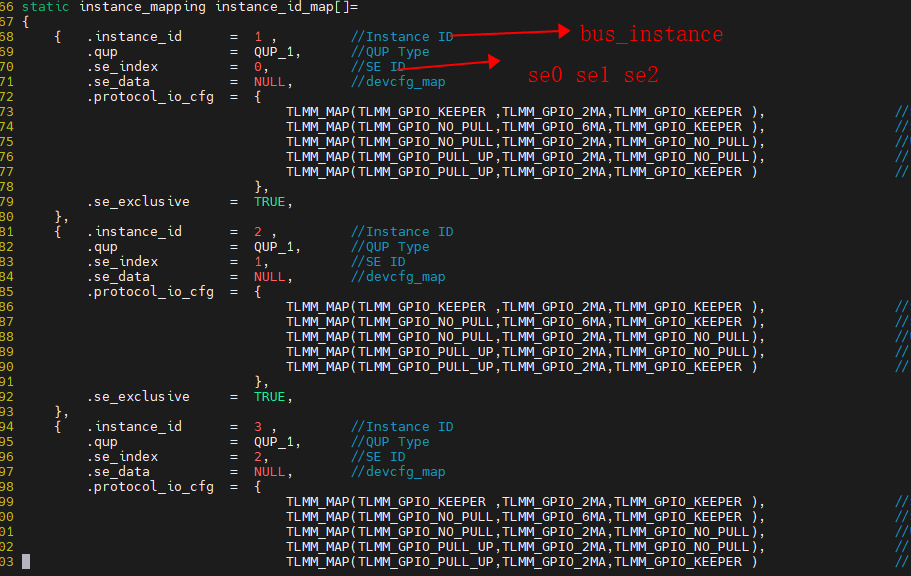 66 static instance_mapping instance_id_map[]=
67 {
68 { .instance_id = 1 , //Instance ID bus_instance
69 .qup = QUP_1, //QUP Type
70 .se_index = 0, //SE ID se0 se1 se2
71 .se_data = NULL, //devcfg_map
72 .protocol_io_cfg = {
73 TLMM_MAP(TLMM_GPIO_KEEPER ,TLMM_GPIO_2MA,TLMM_GPIO_KEEPER ), //
74 TLMM_MAP(TLMM_GPIO_NO_PULL,TLMM_GPIO_6MA,TLMM_GPIO_KEEPER ), //
75 TLMM_MAP(TLMM_GPIO_NO_PULL,TLMM_GPIO_2MA,TLMM_GPIO_NO_PULL), //
76 TLMM_MAP(TLMM_GPIO_PULL_UP,TLMM_GPIO_2MA,TLMM_GPIO_NO_PULL), //
77 TLMM_MAP(TLMM_GPIO_PULL_UP,TLMM_GPIO_2MA,TLMM_GPIO_KEEPER ) //
78 },
79 .se_exclusive = TRUE,
80 },
81 { .instance_id = 2 , //Instance ID
82 .qup = QUP_1, //QUP Type
83 .se_index = 1, //SE ID
84 .se_data = NULL, //devcfg_map
85 .protocol_io_cfg = {
86 TLMM_MAP(TLMM_GPIO_KEEPER ,TLMM_GPIO_2MA,TLMM_GPIO_KEEPER ), //
87 TLMM_MAP(TLMM_GPIO_NO_PULL,TLMM_GPIO_6MA,TLMM_GPIO_KEEPER ), //
88 TLMM_MAP(TLMM_GPIO_NO_PULL,TLMM_GPIO_2MA,TLMM_GPIO_NO_PULL), //
89 TLMM_MAP(TLMM_GPIO_PULL_UP,TLMM_GPIO_2MA,TLMM_GPIO_NO_PULL), //
90 TLMM_MAP(TLMM_GPIO_PULL_UP,TLMM_GPIO_2MA,TLMM_GPIO_KEEPER ) //
91 },
92 .se_exclusive = TRUE,
93 },
94 { .instance_id = 3 , //Instance ID
95 .qup = QUP_1, //QUP Type
96 .se_index = 2, //SE ID
97 .se_data = NULL, //devcfg_map
98 .protocol_io_cfg = {
99 TLMM_MAP(TLMM_GPIO_KEEPER ,TLMM_GPIO_2MA,TLMM_GPIO_KEEPER ), //
00 TLMM_MAP(TLMM_GPIO_NO_PULL,TLMM_GPIO_6MA,TLMM_GPIO_KEEPER ), //
01 TLMM_MAP(TLMM_GPIO_NO_PULL,TLMM_GPIO_2MA,TLMM_GPIO_NO_PULL), //
02 TLMM_MAP(TLMM_GPIO_PULL_UP,TLMM_GPIO_2MA,TLMM_GPIO_NO_PULL), //
03 TLMM_MAP(TLMM_GPIO_PULL_UP,TLMM_GPIO_2MA,TLMM_GPIO_KEEPER ) //